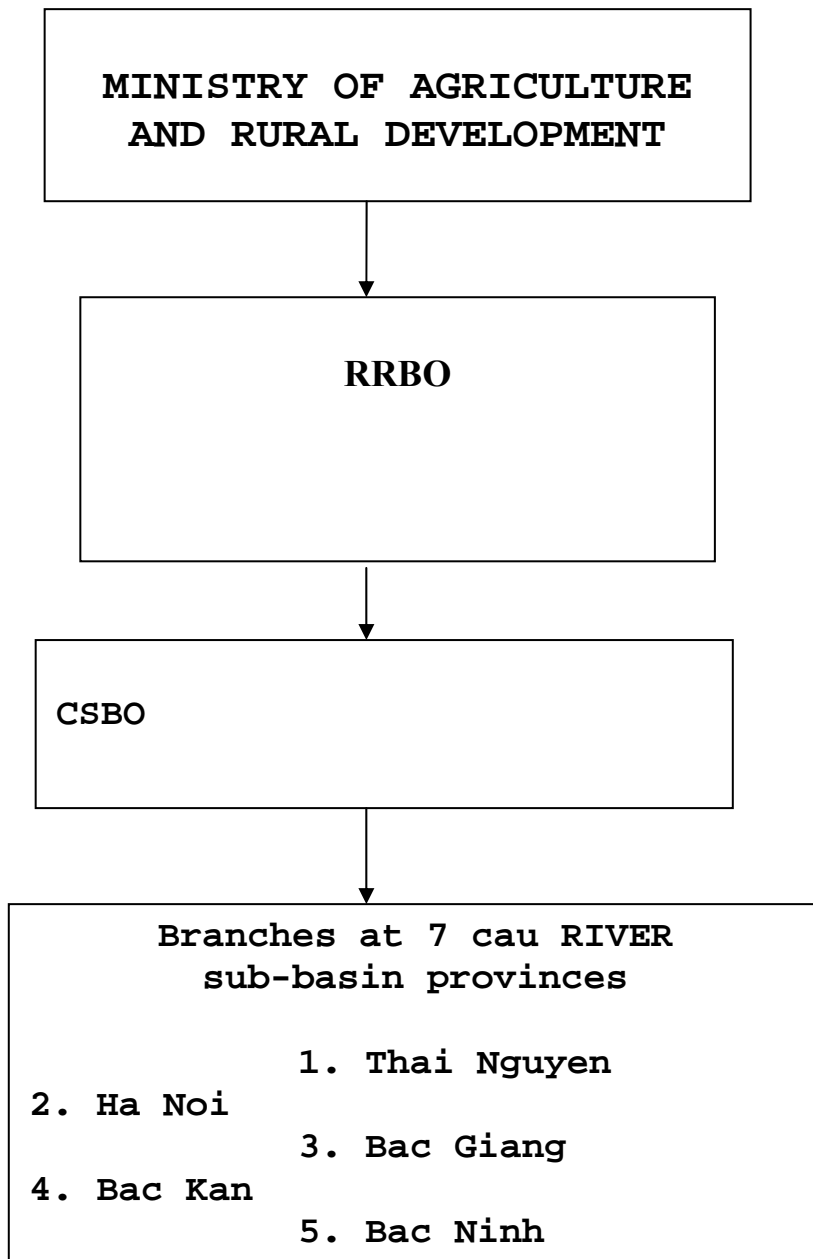 MINISTRY OF AGRICULTURE
AND RURAL DEVELOPMENT
RRBO
CSBO
Branches at 7 cau RIVER
sub-basin provinces
1. Thai Nguyen
2. Ha Noi
3. Bac Giang
4. Bac Kan
5. Bac Ninh